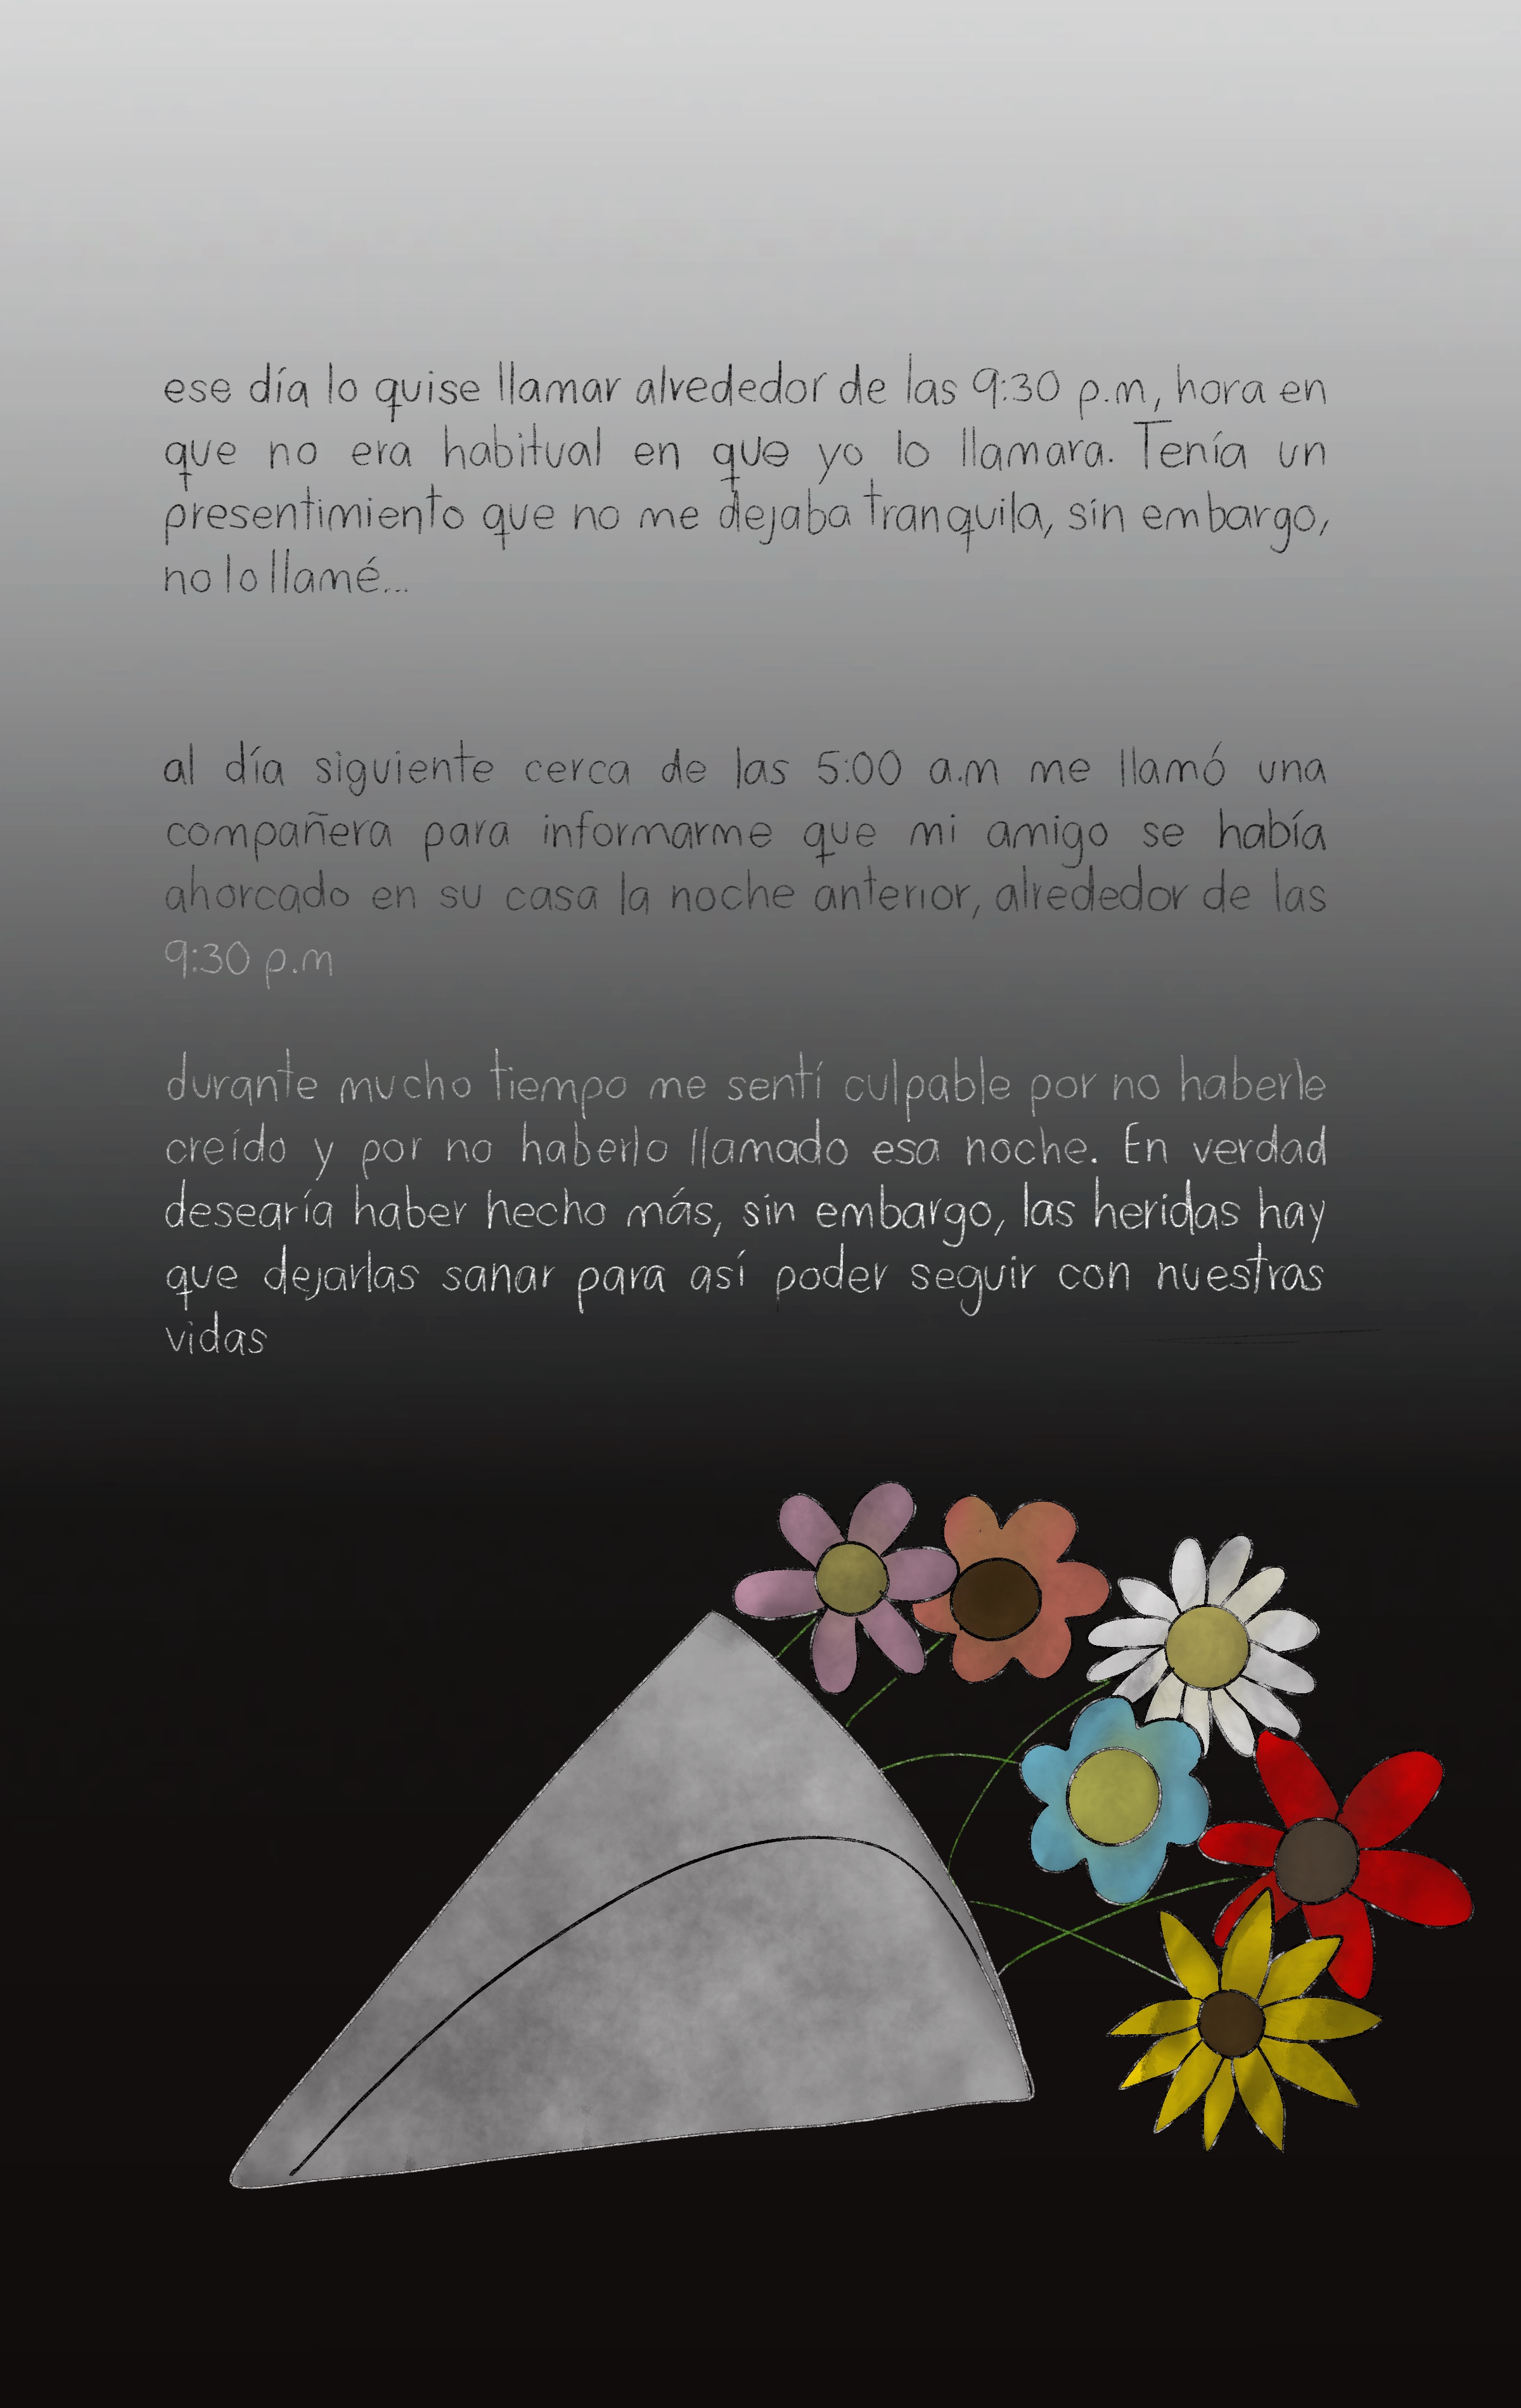 ese día lo quise llamar alrededor de las 9:30 p.m, hora en
que no era habitual en que yo lo llamara. Tenía un
presentimiento que no me dejaba tranquila, sin embargo,
no lo llamé...
al día siguiente cerca de las 5:00 a.m me llamó una
compañera para informarme que mi amigo se había
ahorcado en su casa la noche anterior, alrededor de las
9:30 p.m
durante mucho tiempo me sentí culpable por no haberle
creído y por no haberlo llamado esa noche. En verdad
desearía haber hecho más, sin embargo, las heridas hay
que dejarlas sanar para así poder seguir con nuestras
vidas